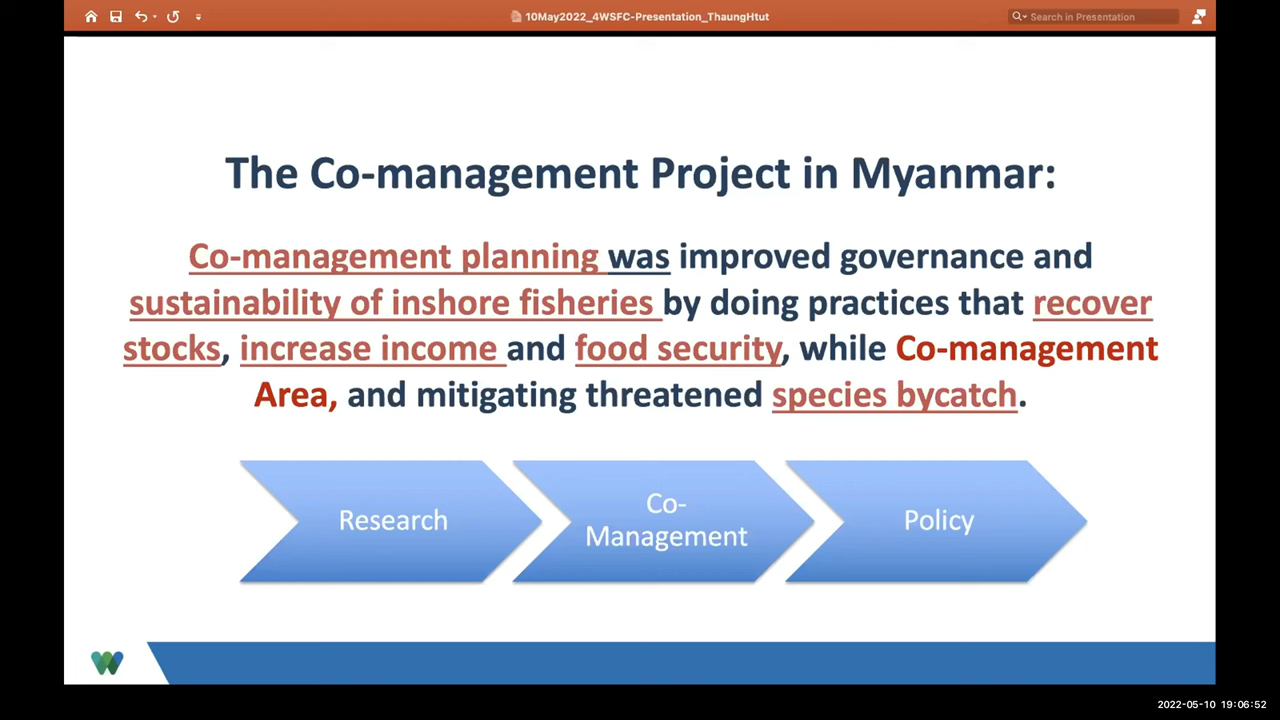 10May2022_4WSFC-Presentation_ThaungHtut
Search in Presentation
The Co-management Project in Myanmar:
Co-management planning was improved governance and
sustainability of inshore fisheries by doing practices that recover
stocks, increase income and food security, while Co-management
Area, and mitigating threatened species bycatch.
Research
Co-
Management
Policy
2022-05-10 19:06:52